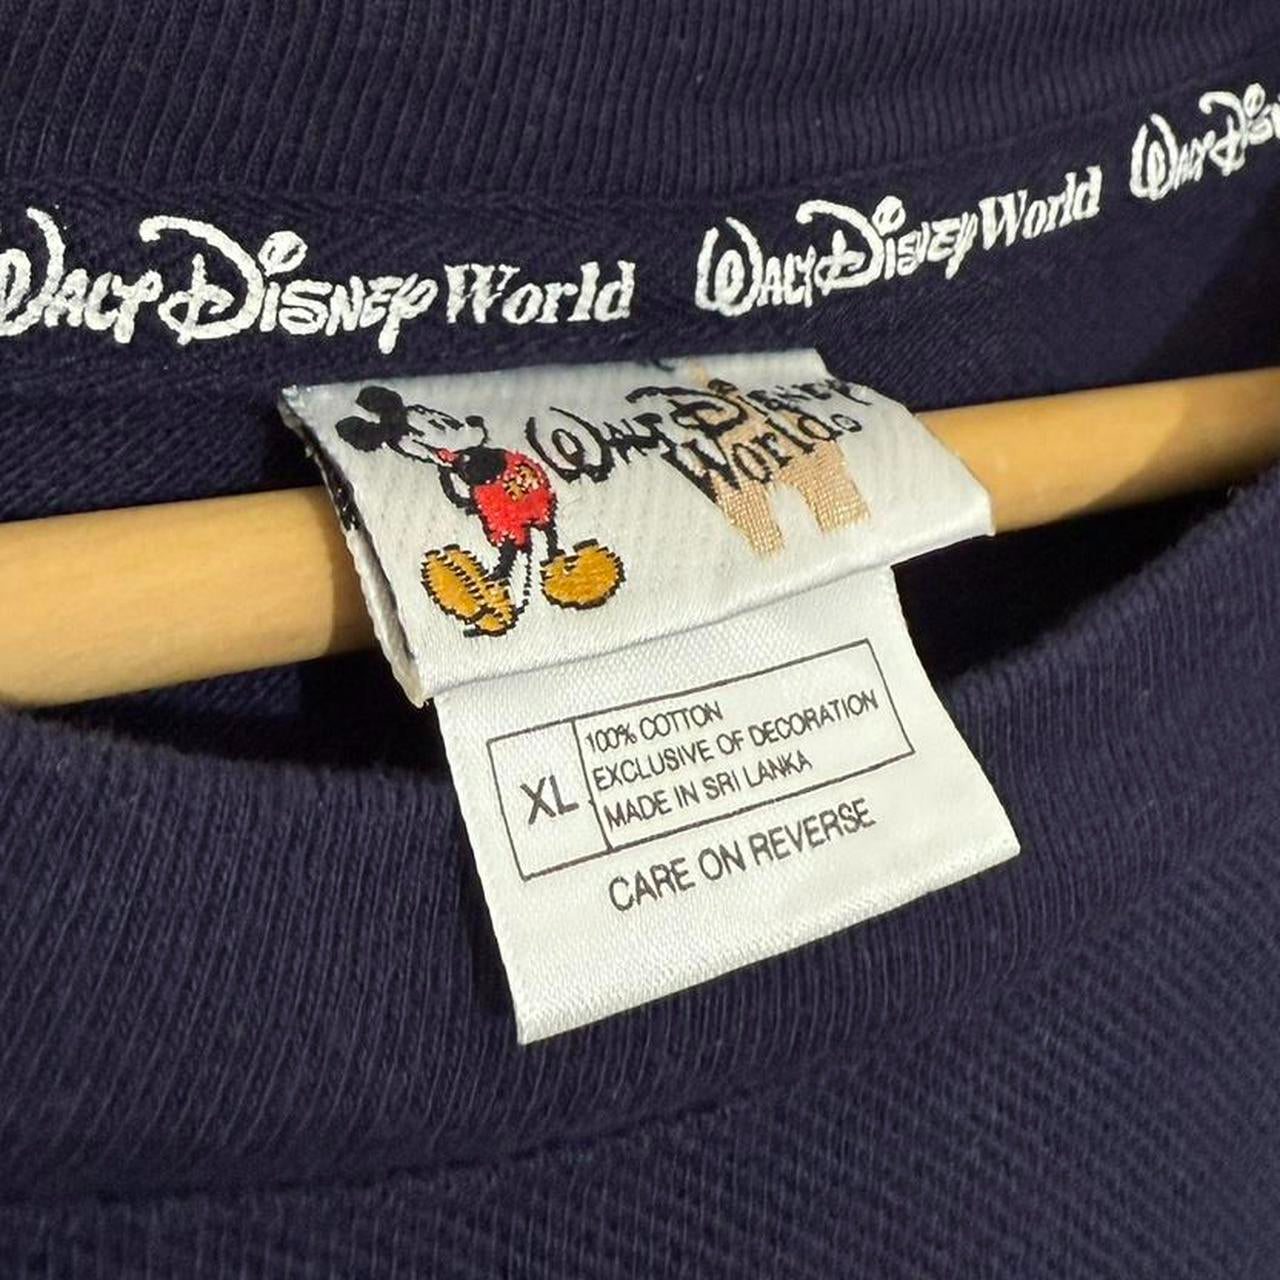 WALT DISNEY World WALT DISNEY World WALT DIS
WALT DISNEY
World®
XL
100% COTTON
EXCLUSIVE OF DECORATION
MADE IN SRI LANKA
CARE ON REVERSE